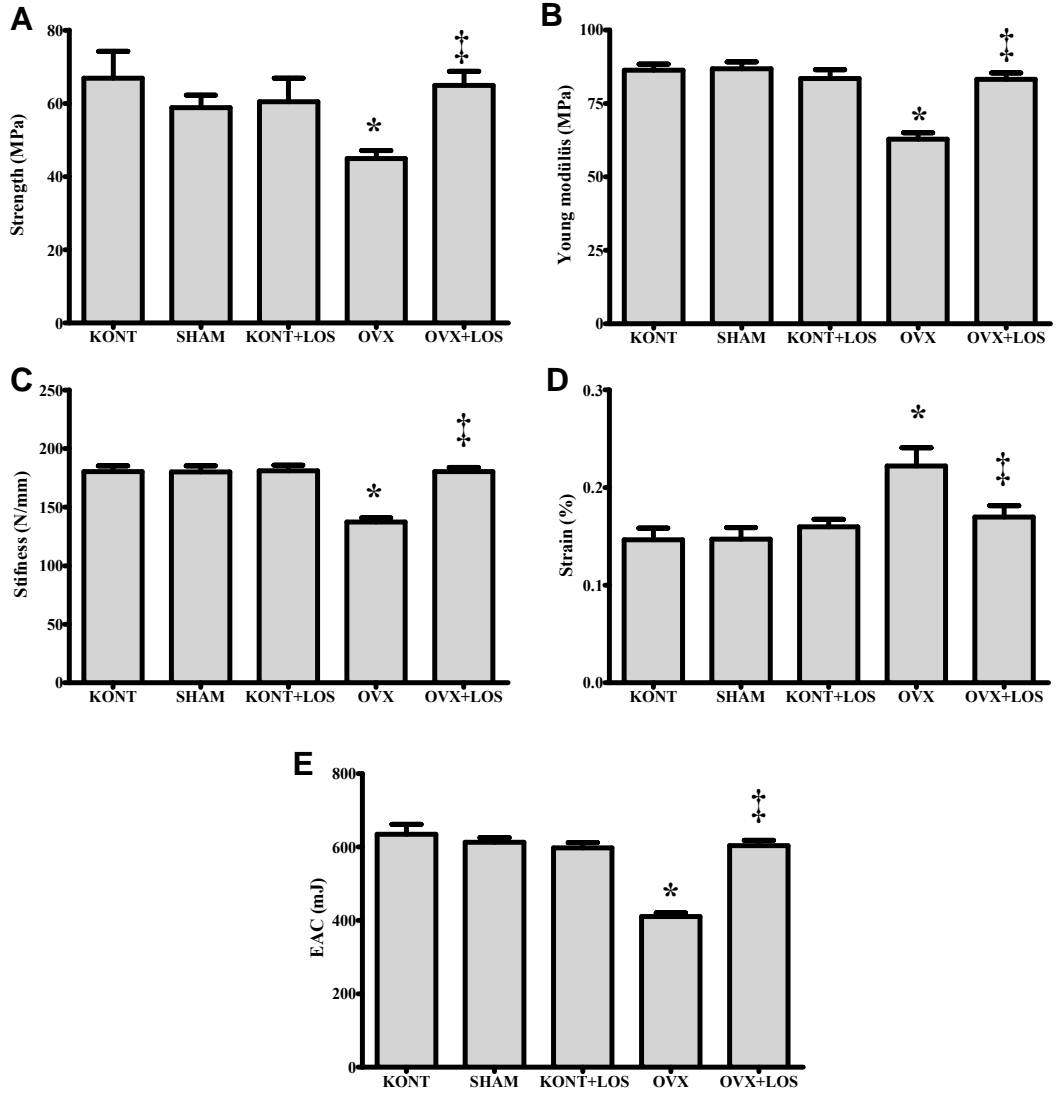 A
Strength (MPa)
80
60
40
20
0
*
‡
KONT SHAM KONT+LOS OVX OVX+LOS
B
Young modülüs (MPa)
100
75
50
25
0
*
‡
KONT SHAM KONT+LOS OVX OVX+LOS
C
Stifness (N/mm)
250
200
150
100
50
0
*
‡
KONT SHAM KONT+LOS OVX OVX+LOS
D
Strain (%)
0.3
0.2
0.1
0.0
*
‡
KONT SHAM KONT+LOS OVX OVX+LOS
E
EAC (mJ)
800
600
400
200
0
*
‡
KONT SHAM KONT+LOS OVX OVX+LOS